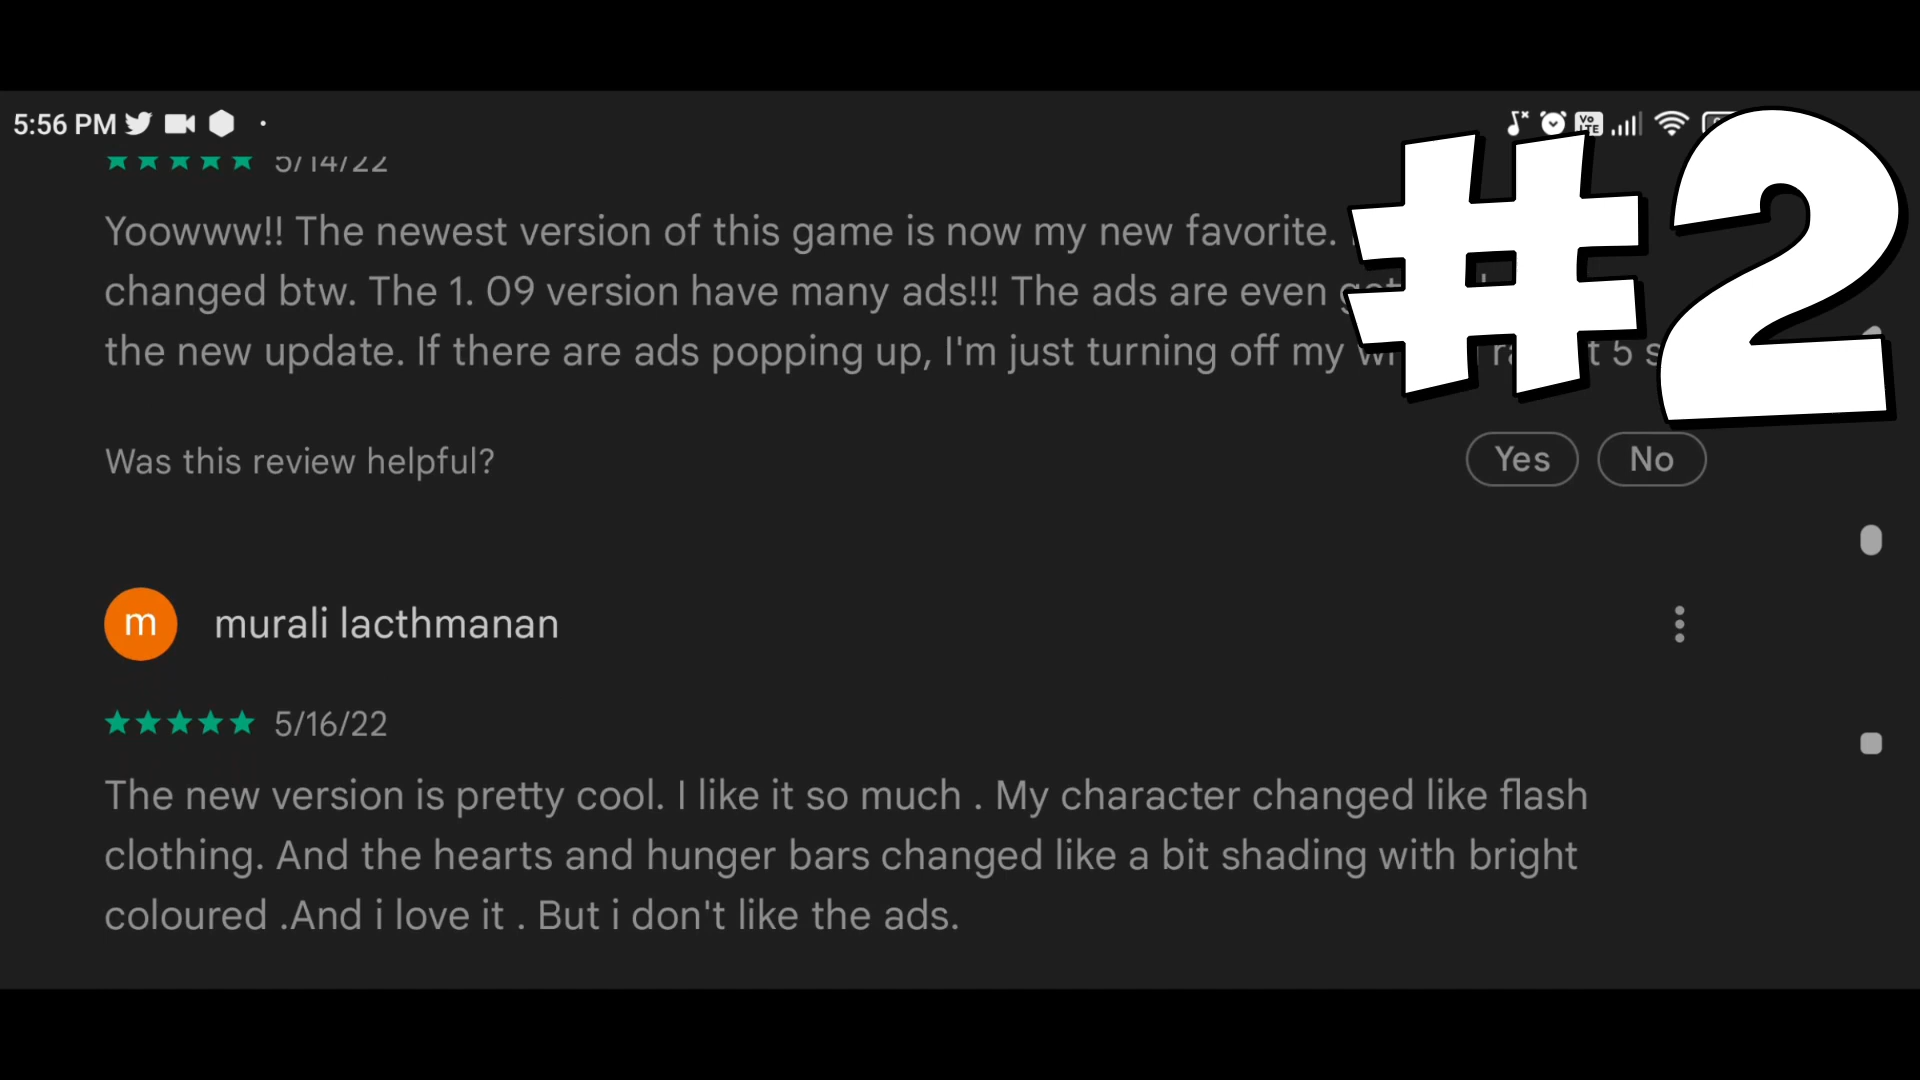 5:56 PM
#2
5/14/22
Yoowww!! The newest version of this game is now my new favorite.
changed btw. The 1. 09 version have many ads!!! The ads are even
the new update. If there are ads popping up, I'm just turning off my
Was this review helpful?
Yes No
m murali lacthmanan
5/16/22
The new version is pretty cool. I like it so much . My character changed like flash
clothing. And the hearts and hunger bars changed like a bit shading with bright
coloured .And i love it . But i don't like the ads.